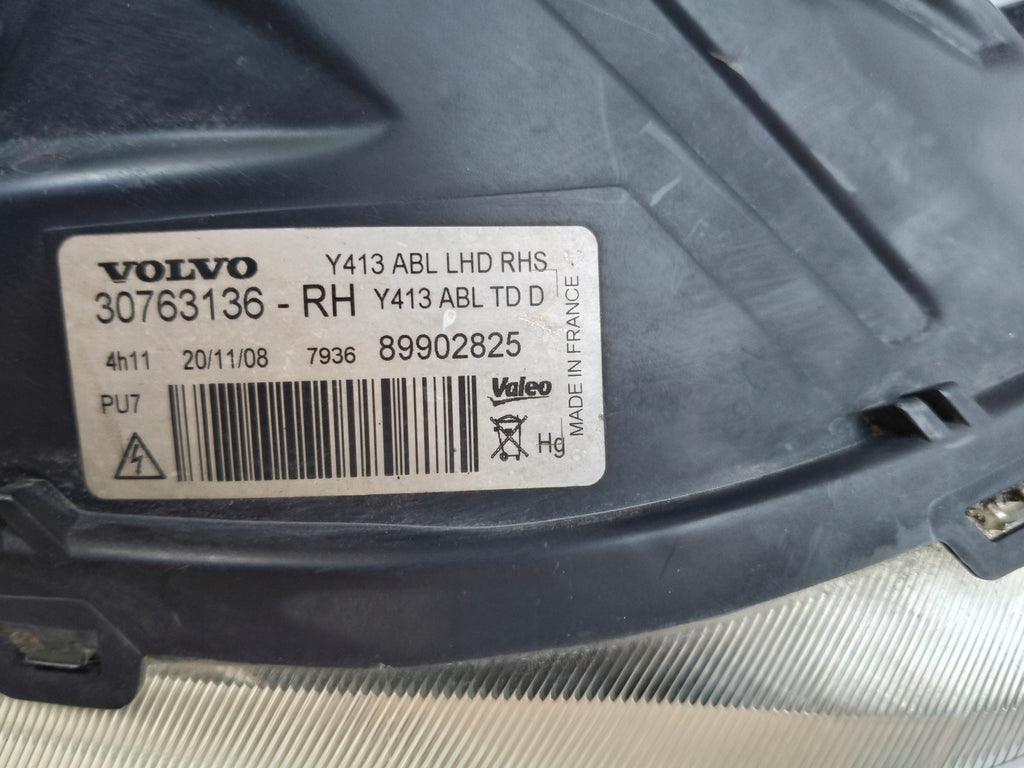 VOLVO Y413 ABL LHD RHS
30763136 - RH Y413 ABL TD D
4h11 20/11/08 7936 89902825
PU7
Valeo
Hg
MADE IN FRANCE